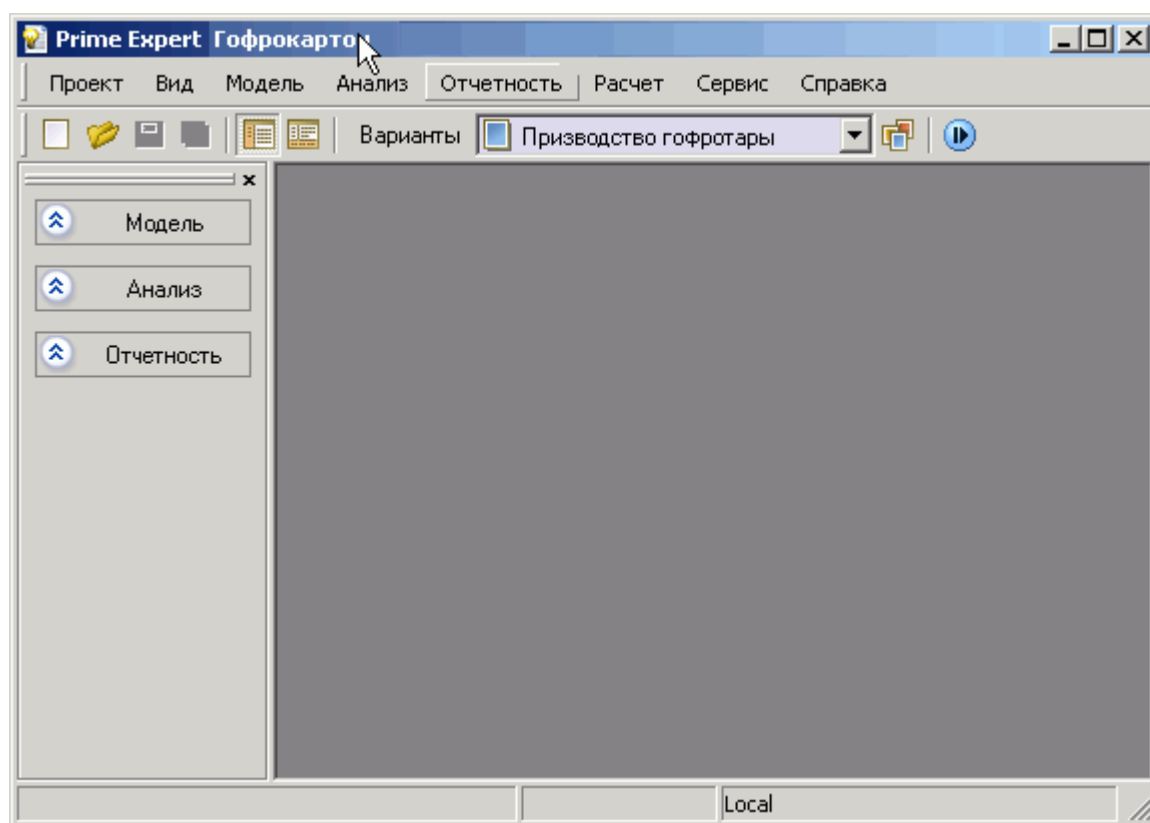 Prime Expert Гофрокартон
Проект Вид Модель Анализ Отчетность Расчет Сервис Справка
Варианты Призводство гофротары
Модель
Анализ
Отчетность
Local